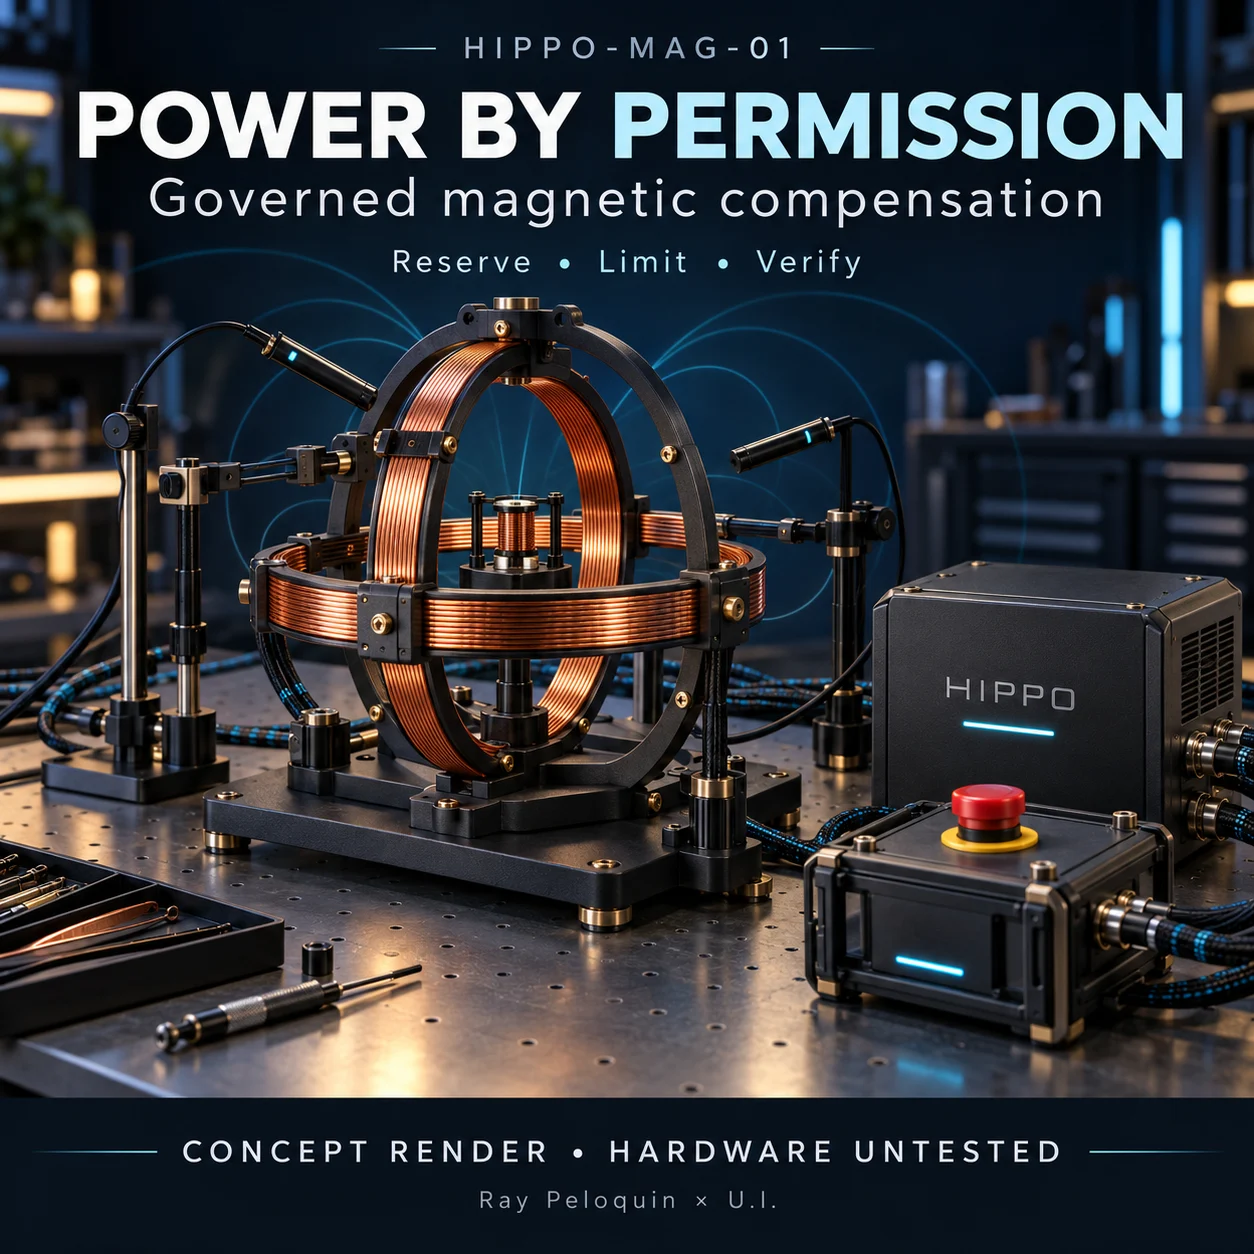 HIPPO-MAG-01
POWER BY PERMISSION
Governed magnetic compensation
Reserve • Limit • Verify
HIPPO
CONCEPT RENDER • HARDWARE UNTESTED
Ray Peloquin × U.I.